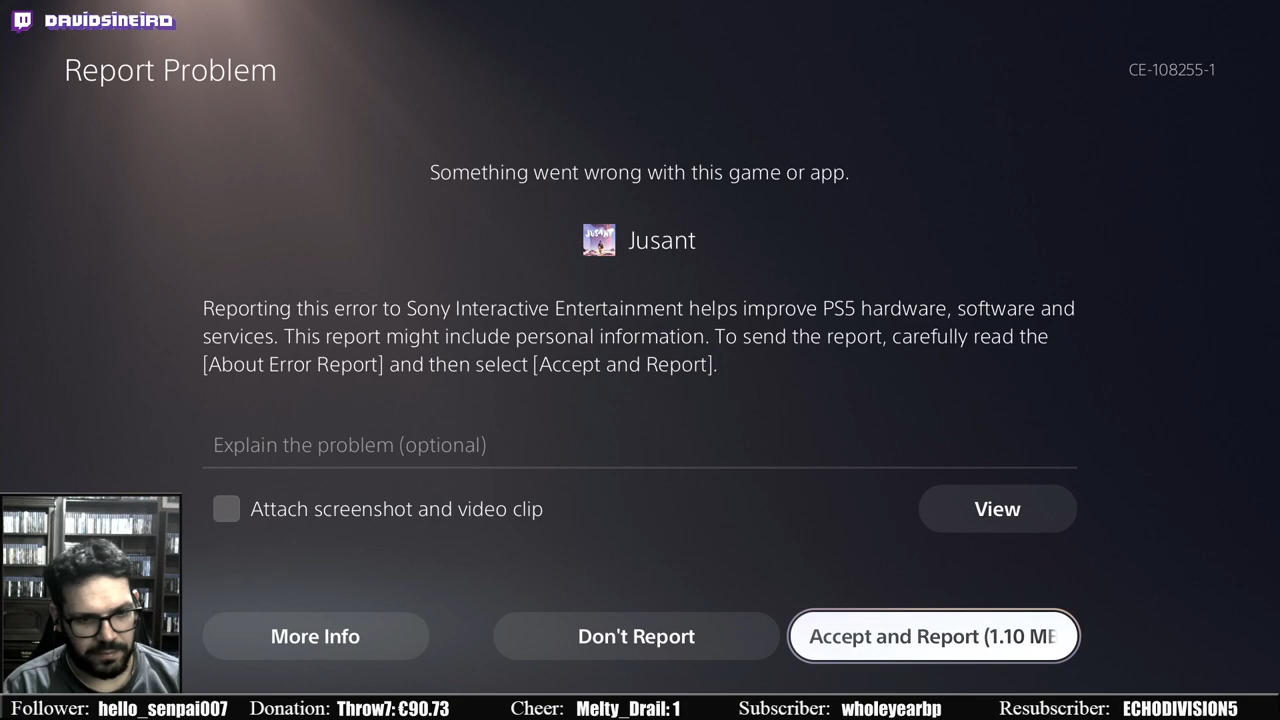 DAVIDSINEIRO
Report Problem
CE-108255-1
Something went wrong with this game or app.
JUSANT
Jusant
Reporting this error to Sony Interactive Entertainment helps improve PS5 hardware, software and
services. This report might include personal information. To send the report, carefully read the
[About Error Report] and then select [Accept and Report].
Explain the problem (optional)
Attach screenshot and video clip
View
More Info
Don't Report
Accept and Report (1.10 MB
Follower: hello_senpai007 Donation: Throw7: €90.73 Cheer: Melty_Drail: 1 Subscriber: wholeyearbp Resubscriber: ECHODIVISION5